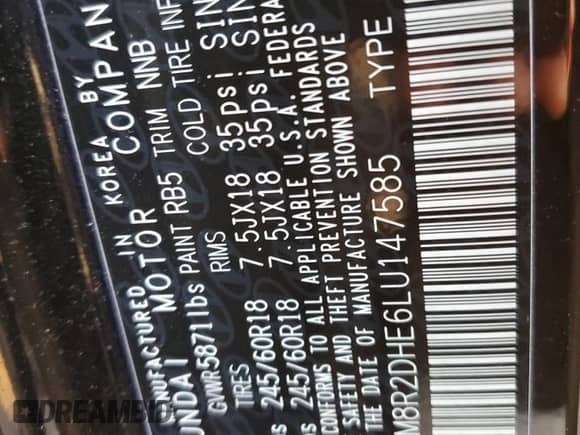 NUFACTURED IN KOREA BY
UNDAI MOTOR COMPAN
GVWR5871lbs PAINT RB5 TRIM NNB
TIRES RIMS COLD TIRE INF
245/60R18 7.5JX18 35psi SIN
245/60R18 7.5JX18 35psi SIN
CONFORMS TO ALL APPLICABLE U.S.A. FEDERA
SAFETY AND THEFT PREVENTION STANDARDS
THE DATE OF MANUFACTURE SHOWN ABOVE
M8R2DHE6LU147585 TYPE
DREAMBID